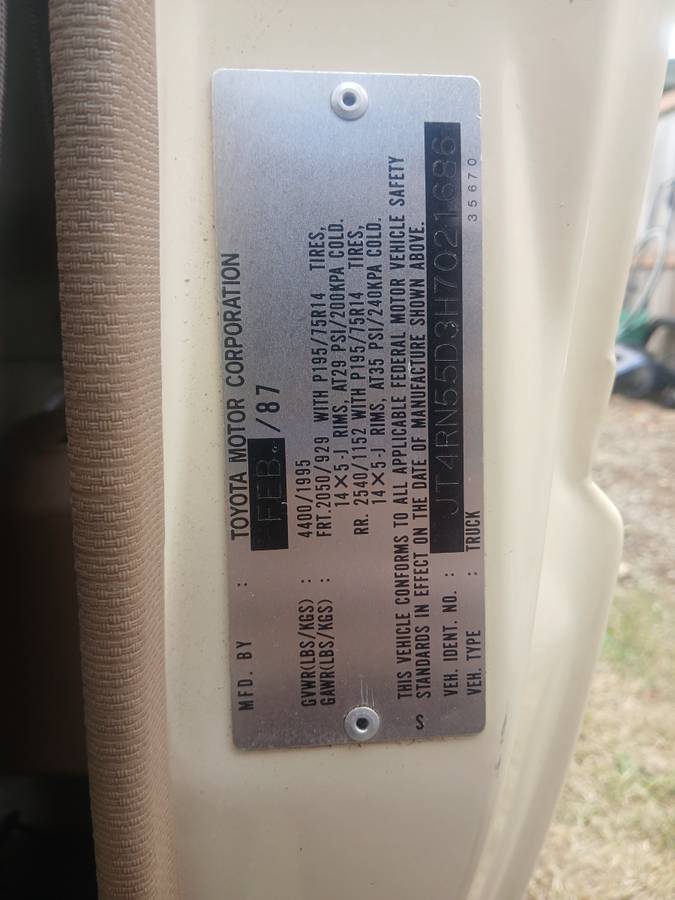 MFD. BY : TOYOTA MOTOR CORPORATION
FEB. /87
GVWR(LBS/KGS) : 4400/1995
GAWR(LBS/KGS) : FRT.2050/929 WITH P195/75R14 TIRES,
14×5-J RIMS, AT29 PSI/200KPA COLD.
RR. 2540/1152 WITH P195/75R14 TIRES,
14×5-J RIMS, AT35 PSI/240KPA COLD.
THIS VEHICLE CONFORMS TO ALL APPLICABLE FEDERAL MOTOR VEHICLE SAFETY
S STANDARDS IN EFFECT ON THE DATE OF MANUFACTURE SHOWN ABOVE.
VEH. IDENT. NO. : JT4RN55D3H7021686
VEH. TYPE : TRUCK 35670